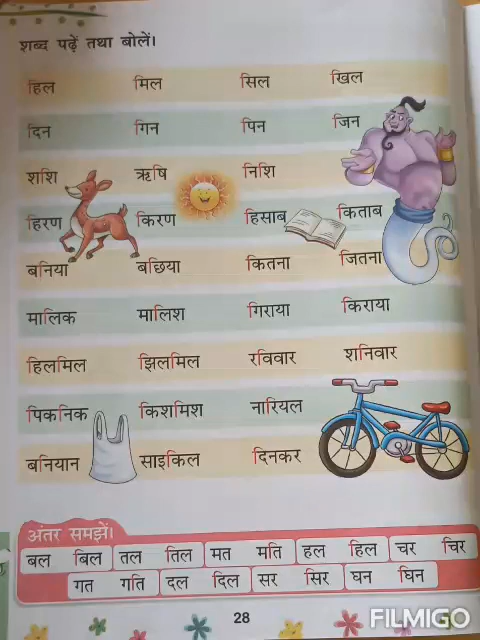 शब्द पढ़ें तथा बोलें।
हिल मिल सिल खिल
दिन गिन पिन जिन
शशि ऋषि निशि
हिरण किरण हिसाब किताब
बनिया बछिया कितना जितना
मालिक मालिश गिराया किराया
हिलमिल झिलमिल रविवार शनिवार
पिकनिक किशमिश नारियल
बनियान साइकिल दिनकर
अंतर समझें।
बल बिल तल तिल मत मति हल हिल चर चिर
गत गति दल दिल सर सिर घन घिन
28
FILMIGO